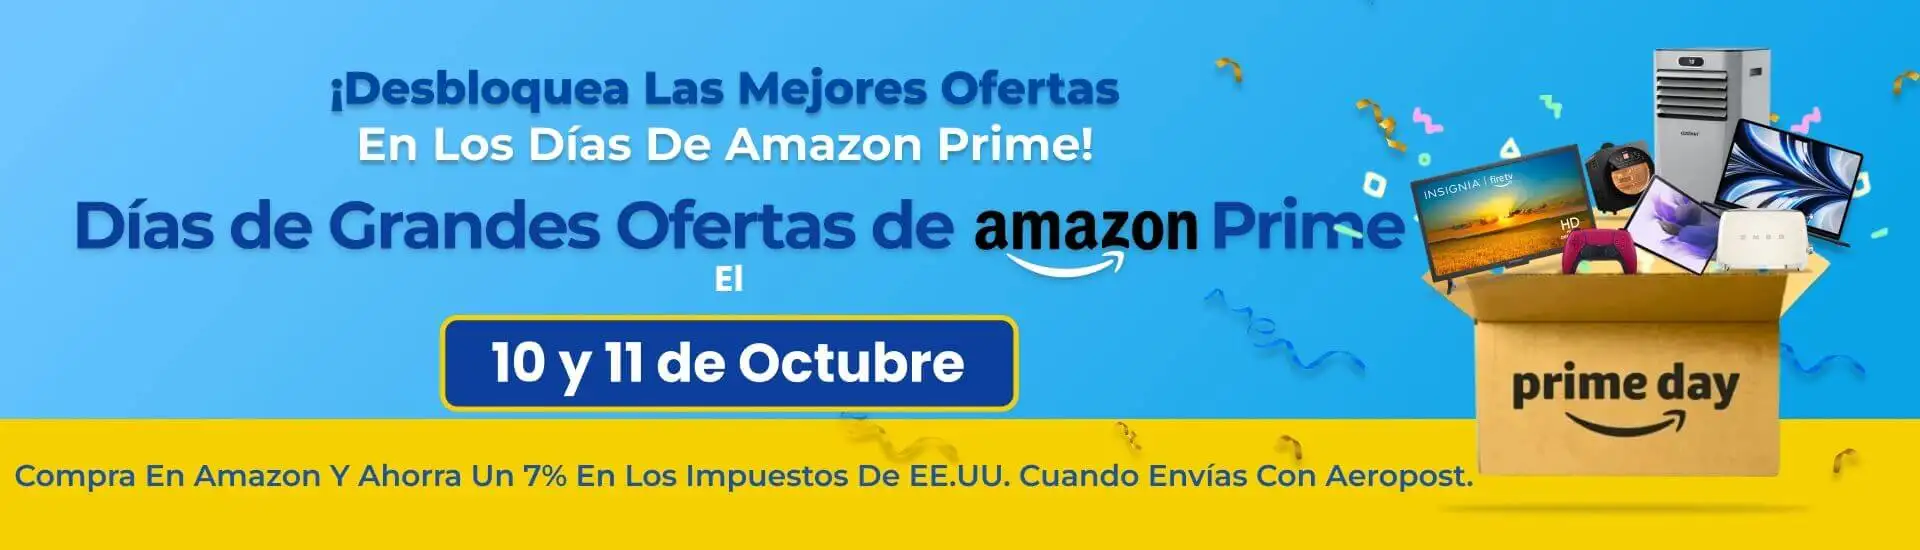 ¡Desbloquea Las Mejores Ofertas
En Los Días De Amazon Prime!
Días de Grandes Ofertas de amazon Prime
El
10 y 11 de Octubre
INSIGNIA | fire tv
HD
SMEG
prime day
Compra En Amazon Y Ahorra Un 7% En Los Impuestos De EE.UU. Cuando Envías Con Aeropost.